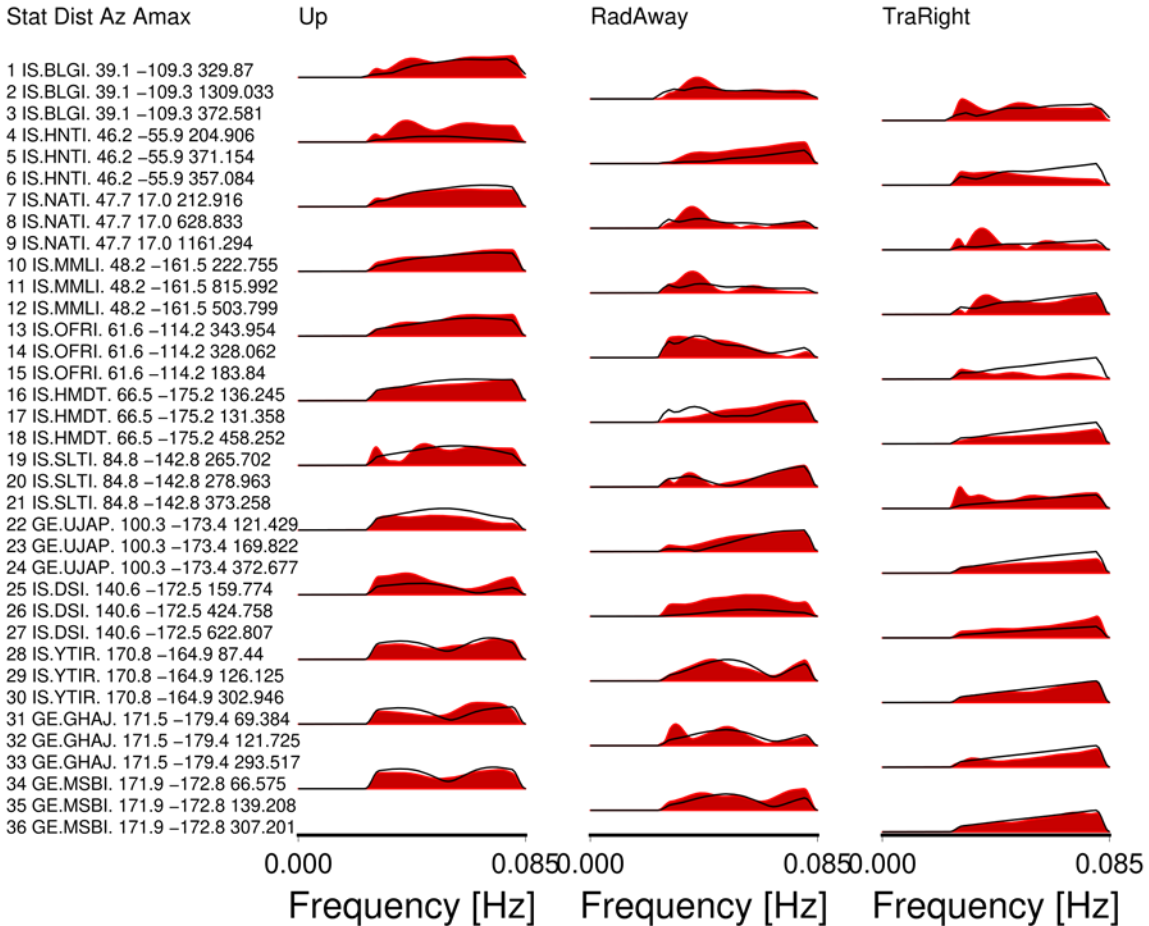 Stat Dist Az Amax Up RadAway TraRight
1 IS.BLGI. 39.1 −109.3 329.87
2 IS.BLGI. 39.1 −109.3 1309.033
3 IS.BLGI. 39.1 −109.3 372.581
4 IS.HNTI. 46.2 −55.9 204.906
5 IS.HNTI. 46.2 −55.9 371.154
6 IS.HNTI. 46.2 −55.9 357.084
7 IS.NATI. 47.7 17.0 212.916
8 IS.NATI. 47.7 17.0 628.833
9 IS.NATI. 47.7 17.0 1161.294
10 IS.MMLI. 48.2 −161.5 222.755
11 IS.MMLI. 48.2 −161.5 815.992
12 IS.MMLI. 48.2 −161.5 503.799
13 IS.OFRI. 61.6 −114.2 343.954
14 IS.OFRI. 61.6 −114.2 328.062
15 IS.OFRI. 61.6 −114.2 183.84
16 IS.HMDT. 66.5 −175.2 136.245
17 IS.HMDT. 66.5 −175.2 131.358
18 IS.HMDT. 66.5 −175.2 458.252
19 IS.SLTI. 84.8 −142.8 265.702
20 IS.SLTI. 84.8 −142.8 278.963
21 IS.SLTI. 84.8 −142.8 373.258
22 GE.UJAP. 100.3 −173.4 121.429
23 GE.UJAP. 100.3 −173.4 169.822
24 GE.UJAP. 100.3 −173.4 372.677
25 IS.DSI. 140.6 −172.5 159.774
26 IS.DSI. 140.6 −172.5 424.758
27 IS.DSI. 140.6 −172.5 622.807
28 IS.YTIR. 170.8 −164.9 87.44
29 IS.YTIR. 170.8 −164.9 126.125
30 IS.YTIR. 170.8 −164.9 302.946
31 GE.GHAJ. 171.5 −179.4 69.384
32 GE.GHAJ. 171.5 −179.4 121.725
33 GE.GHAJ. 171.5 −179.4 293.517
34 GE.MSBI. 171.9 −172.8 66.575
35 GE.MSBI. 171.9 −172.8 139.208
36 GE.MSBI. 171.9 −172.8 307.201
0.000 0.085 0.000 0.085 0.000 0.085
Frequency [Hz] Frequency [Hz] Frequency [Hz]